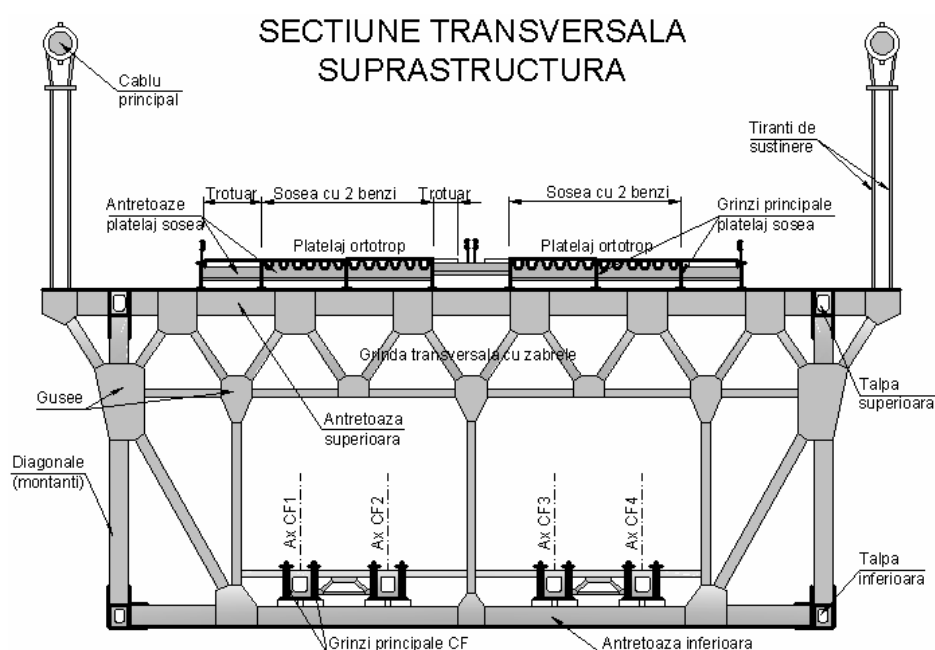 SECTIUNE TRANSVERSALA
SUPRASTRUCTURA
Cablu
principal
Tiranti de
sustinere
Trotuar
Sosea cu 2 benzi
Trotuar
Sosea cu 2 benzi
Antretoaze
platelaj sosea
Grinzi principale
platelaj sosea
Platelaj ortotrop
Platelaj ortotrop
Grinda transversala cu zabrele
Gusee
Antretoaza
superioara
Talpa
superioara
Diagonale
(montanti)
Ax CF1
Ax CF2
Ax CF3
Ax CF4
Talpa
inferioara
Grinzi principale CF
Antretoaza inferioara